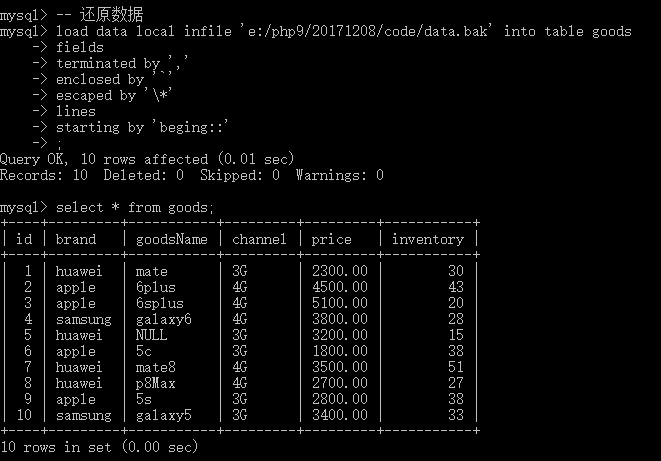 mysql> -- 还原数据
mysql> load data local infile 'e:/php9/20171208/code/data.bak' into table goods
    -> fields
    -> terminated by ','
    -> enclosed by '`'
    -> escaped by '\*'
    -> lines
    -> starting by 'beging::'
    -> ;
Query OK, 10 rows affected (0.01 sec)
Records: 10  Deleted: 0  Skipped: 0  Warnings: 0

mysql> select * from goods;
+----+---------+-----------+---------+---------+-----------+
| id | brand   | goodsName | channel | price   | inventory |
+----+---------+-----------+---------+---------+-----------+
|  1 | huawei  | mate      | 3G      | 2300.00 |        30 |
|  2 | apple   | 6plus     | 4G      | 4500.00 |        43 |
|  3 | apple   | 6splus    | 4G      | 5100.00 |        20 |
|  4 | samsung | galaxy6   | 4G      | 3800.00 |        28 |
|  5 | huawei  | NULL      | 3G      | 3200.00 |        15 |
|  6 | apple   | 5c        | 3G      | 1800.00 |        38 |
|  7 | huawei  | mate8     | 4G      | 3500.00 |        51 |
|  8 | huawei  | p8Max     | 4G      | 2700.00 |        27 |
|  9 | apple   | 5s        | 3G      | 2800.00 |        38 |
| 10 | samsung | galaxy5   | 3G      | 3400.00 |        33 |
+----+---------+-----------+---------+---------+-----------+
10 rows in set (0.00 sec)